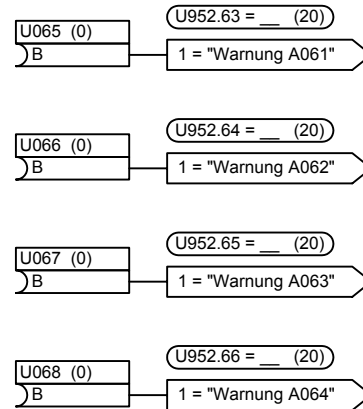 U952.63 = __ (20)
U065 (0)
B
1 = "Warnung A061"
U952.64 = __ (20)
U066 (0)
B
1 = "Warnung A062"
U952.65 = __ (20)
U067 (0)
B
1 = "Warnung A063"
U952.66 = __ (20)
U068 (0)
B
1 = "Warnung A064"